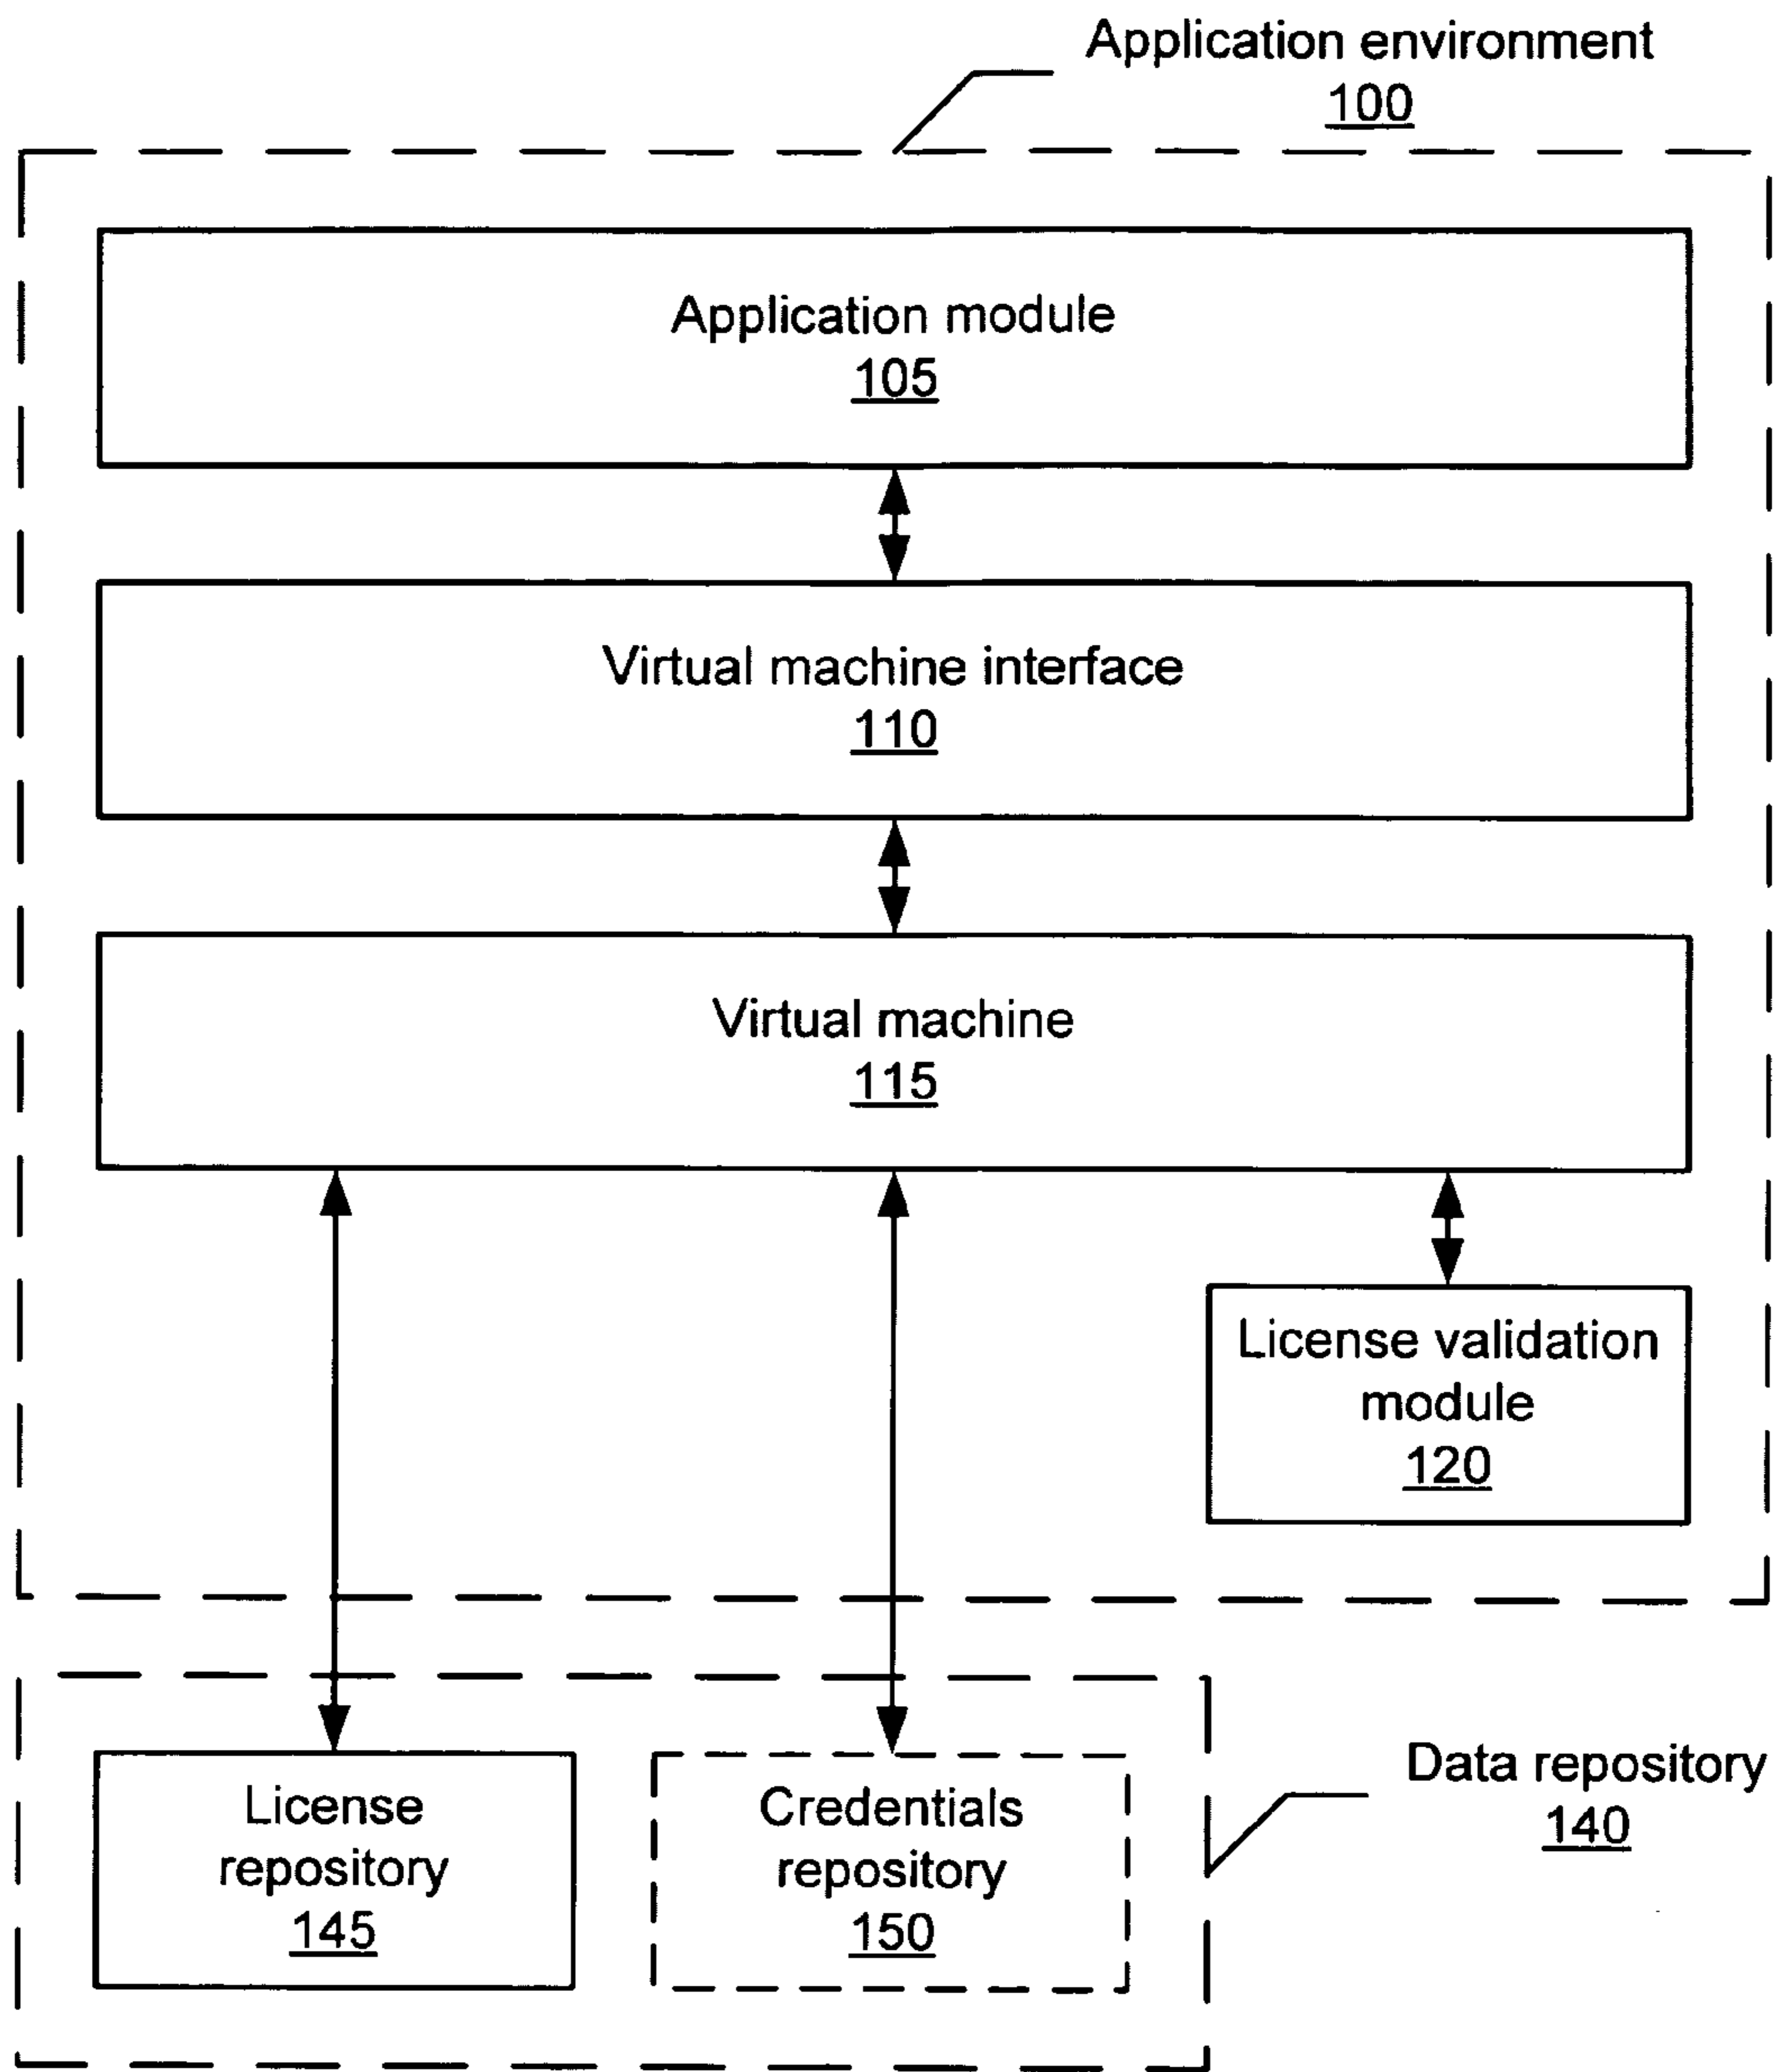 Application environment
100
Application module
105
Virtual machine interface
110
Virtual machine
115
License validation
module
120
License
repository
145
Credentials
repository
150
Data repository
140